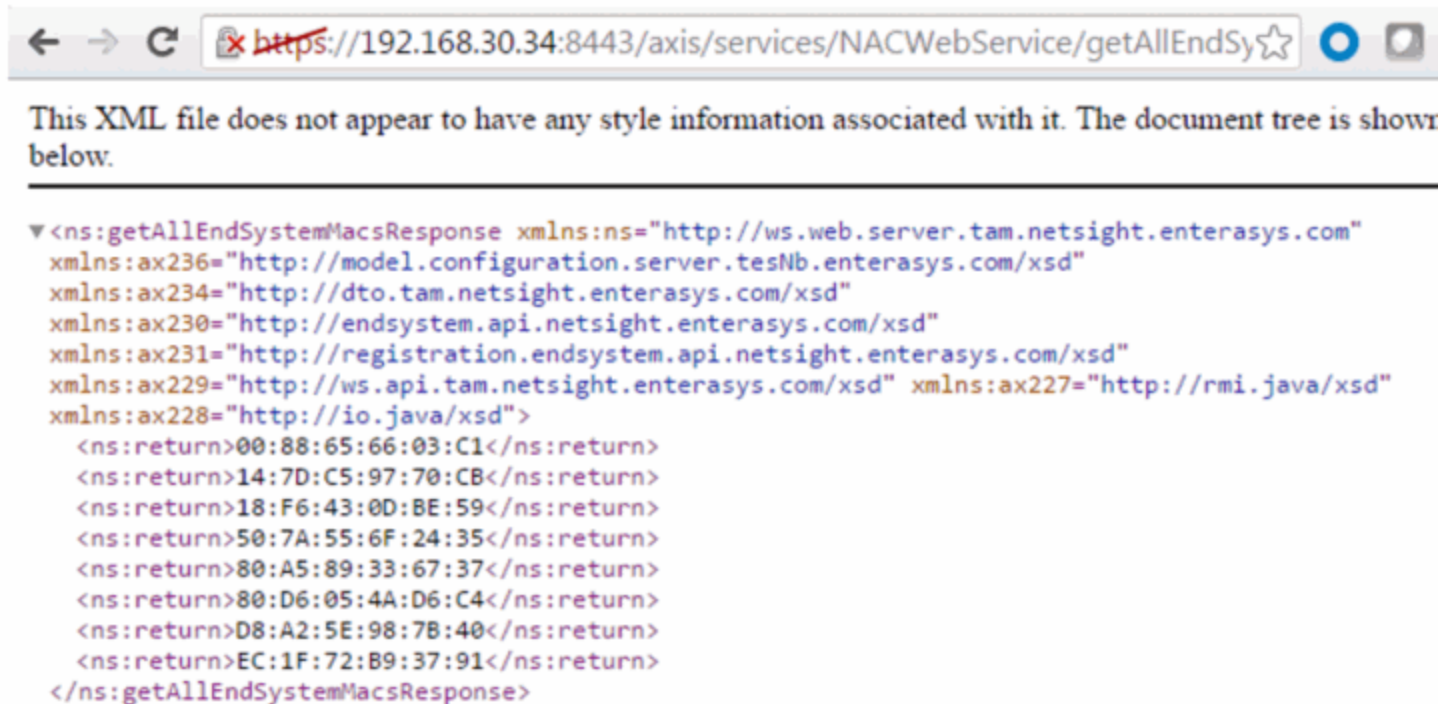 https://192.168.30.34:8443/axis/services/NACWebService/getAllEndSy
This XML file does not appear to have any style information associated with it. The document tree is shown
below.
▼<ns:getAllEndSystemMacsResponse xmlns:ns="http://ws.web.server.tam.netsight.enterasys.com"
xmlns:ax236="http://model.configuration.server.tesNb.enterasys.com/xsd"
xmlns:ax234="http://dto.tam.netsight.enterasys.com/xsd"
xmlns:ax230="http://endsystem.api.netsight.enterasys.com/xsd"
xmlns:ax231="http://registration.endsystem.api.netsight.enterasys.com/xsd"
xmlns:ax229="http://ws.api.tam.netsight.enterasys.com/xsd" xmlns:ax227="http://rmi.java/xsd"
xmlns:ax228="http://io.java/xsd">
<ns:return>00:88:65:66:03:C1</ns:return>
<ns:return>14:7D:C5:97:70:CB</ns:return>
<ns:return>18:F6:43:0D:BE:59</ns:return>
<ns:return>50:7A:55:6F:24:35</ns:return>
<ns:return>80:A5:89:33:67:37</ns:return>
<ns:return>80:D6:05:4A:D6:C4</ns:return>
<ns:return>D8:A2:5E:98:7B:40</ns:return>
<ns:return>EC:1F:72:B9:37:91</ns:return>
</ns:getAllEndSystemMacsResponse>